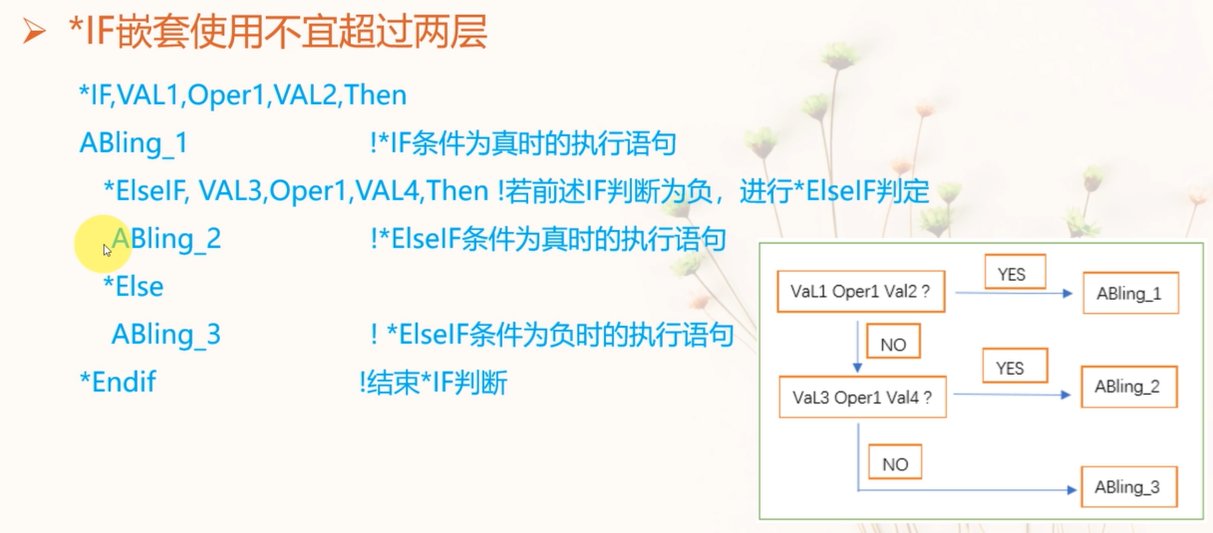 *IF嵌套使用不宜超过两层
*IF,VAL1,Oper1,VAL2,Then
ABling_1 !*IF条件为真时的执行语句
*ElseIF, VAL3,Oper1,VAL4,Then !若前述IF判断为负，进行*ElseIF判定
ABling_2 !*ElseIF条件为真时的执行语句
*Else
ABling_3 ! *ElseIF条件为负时的执行语句
*Endif !结束*IF判断
VaL1 Oper1 Val2 ?
YES
ABling_1
NO
VaL3 Oper1 Val4 ?
YES
ABling_2
NO
ABling_3